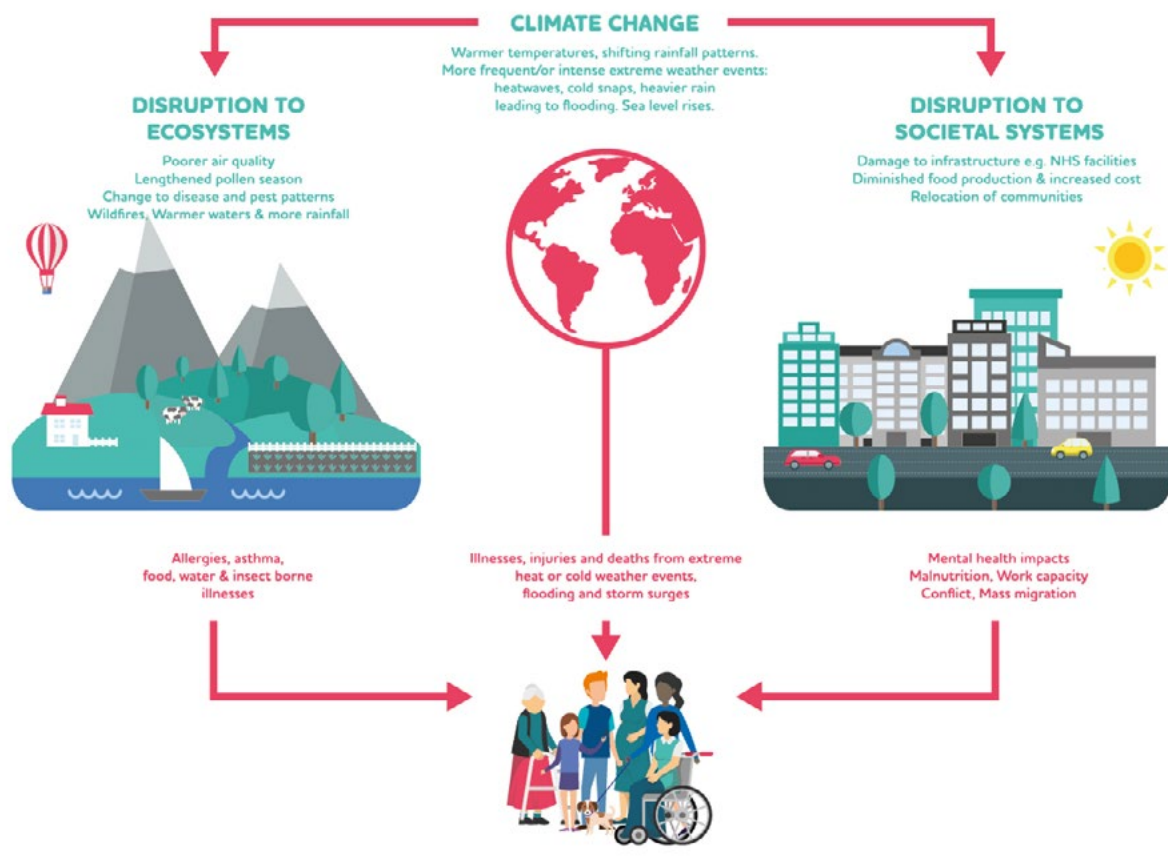 CLIMATE CHANGE
Warmer temperatures, shifting rainfall patterns.
More frequent/or intense extreme weather events:
heatwaves, cold snaps, heavier rain
leading to flooding. Sea level rises.
DISRUPTION TO
ECOSYSTEMS
Poorer air quality
Lengthened pollen season
Change to disease and pest patterns
Wildfires, Warmer waters & more rainfall
DISRUPTION TO
SOCIETAL SYSTEMS
Damage to infrastructure e.g. NHS facilities
Diminished food production & increased cost
Relocation of communities
Allergies, asthma,
food, water & insect borne
illnesses
Illnesses, injuries and deaths from extreme
heat or cold weather events,
flooding and storm surges
Mental health impacts
Malnutrition, Work capacity
Conflict, Mass migration